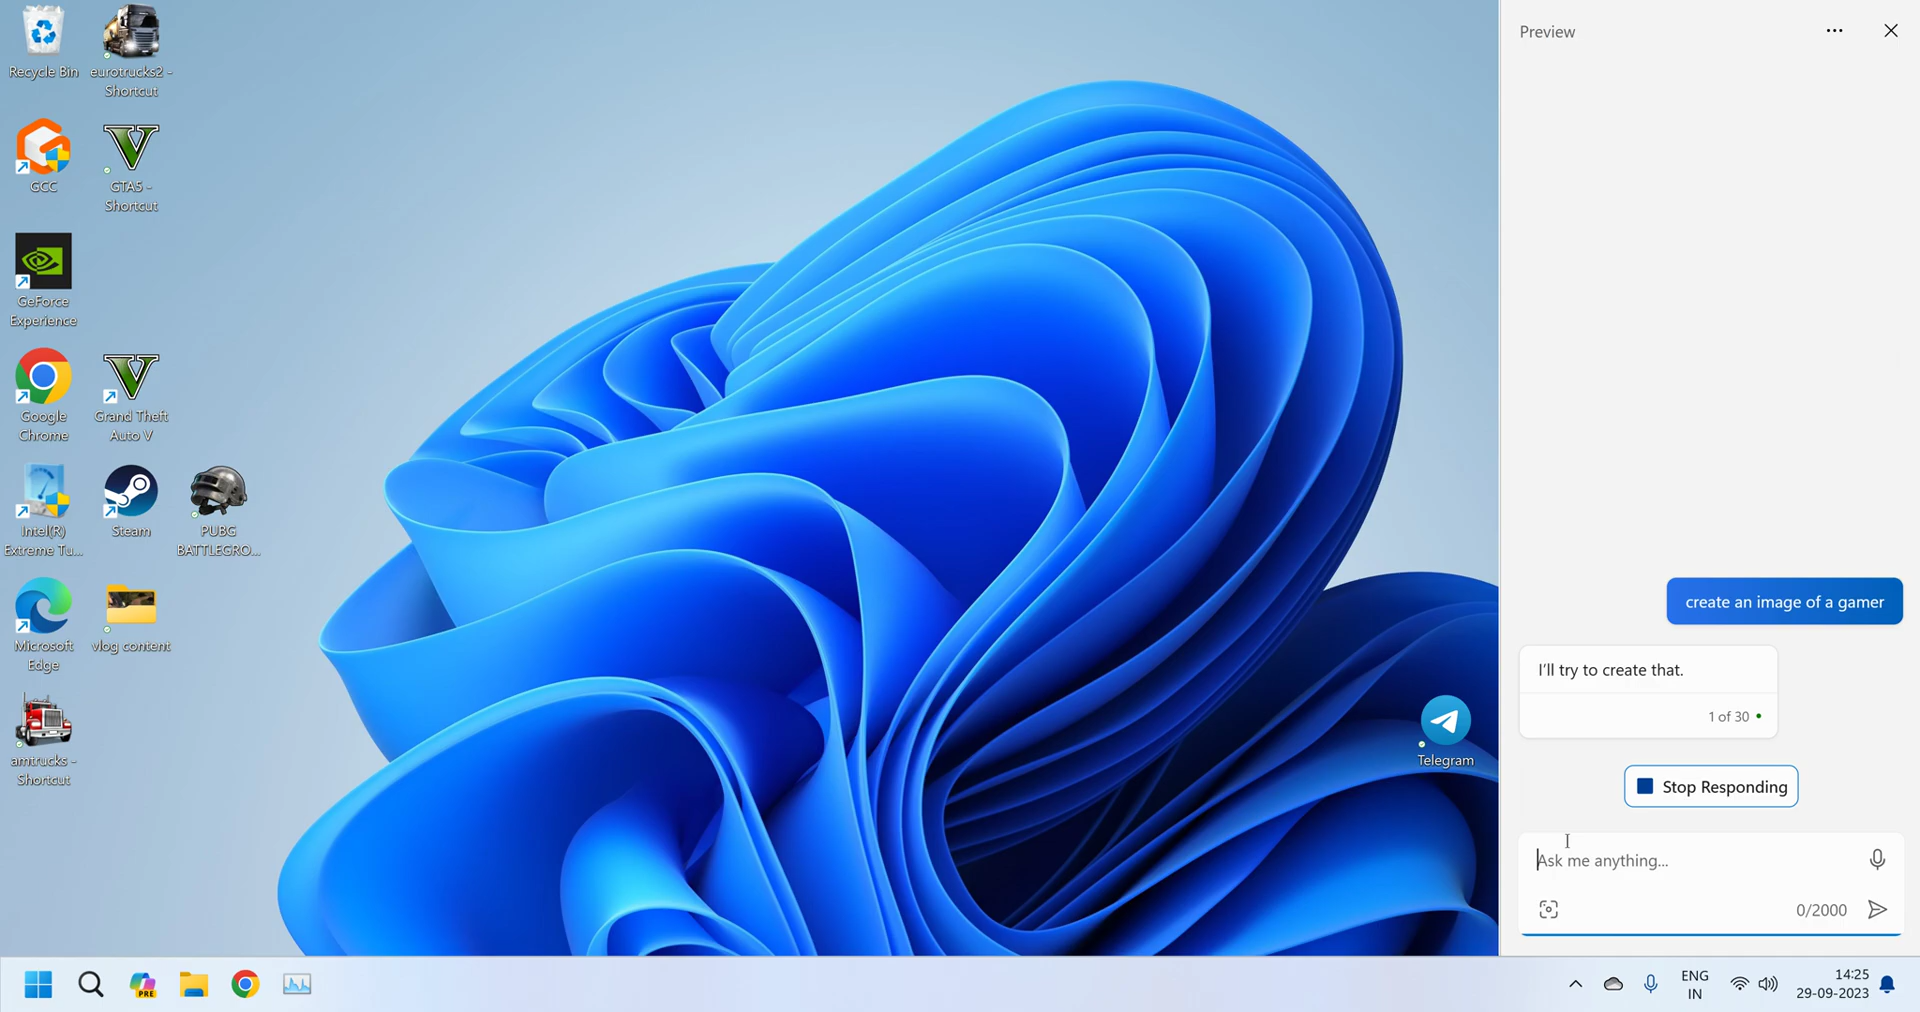 Recycle Bin
eurotrucks2 -
Shortcut
GCC
GTA5 -
Shortcut
GeForce
Experience
Google
Chrome
Grand Theft
Auto V
Intel(R)
Extreme Tu...
Steam
PUBG
BATTLEGRO...
Microsoft
Edge
vlog content
amtrucks -
Shortcut
Telegram
Preview
create an image of a gamer
I'll try to create that.
1 of 30
Stop Responding
Ask me anything...
0/2000
PRE
ENG
IN
14:25
29-09-2023